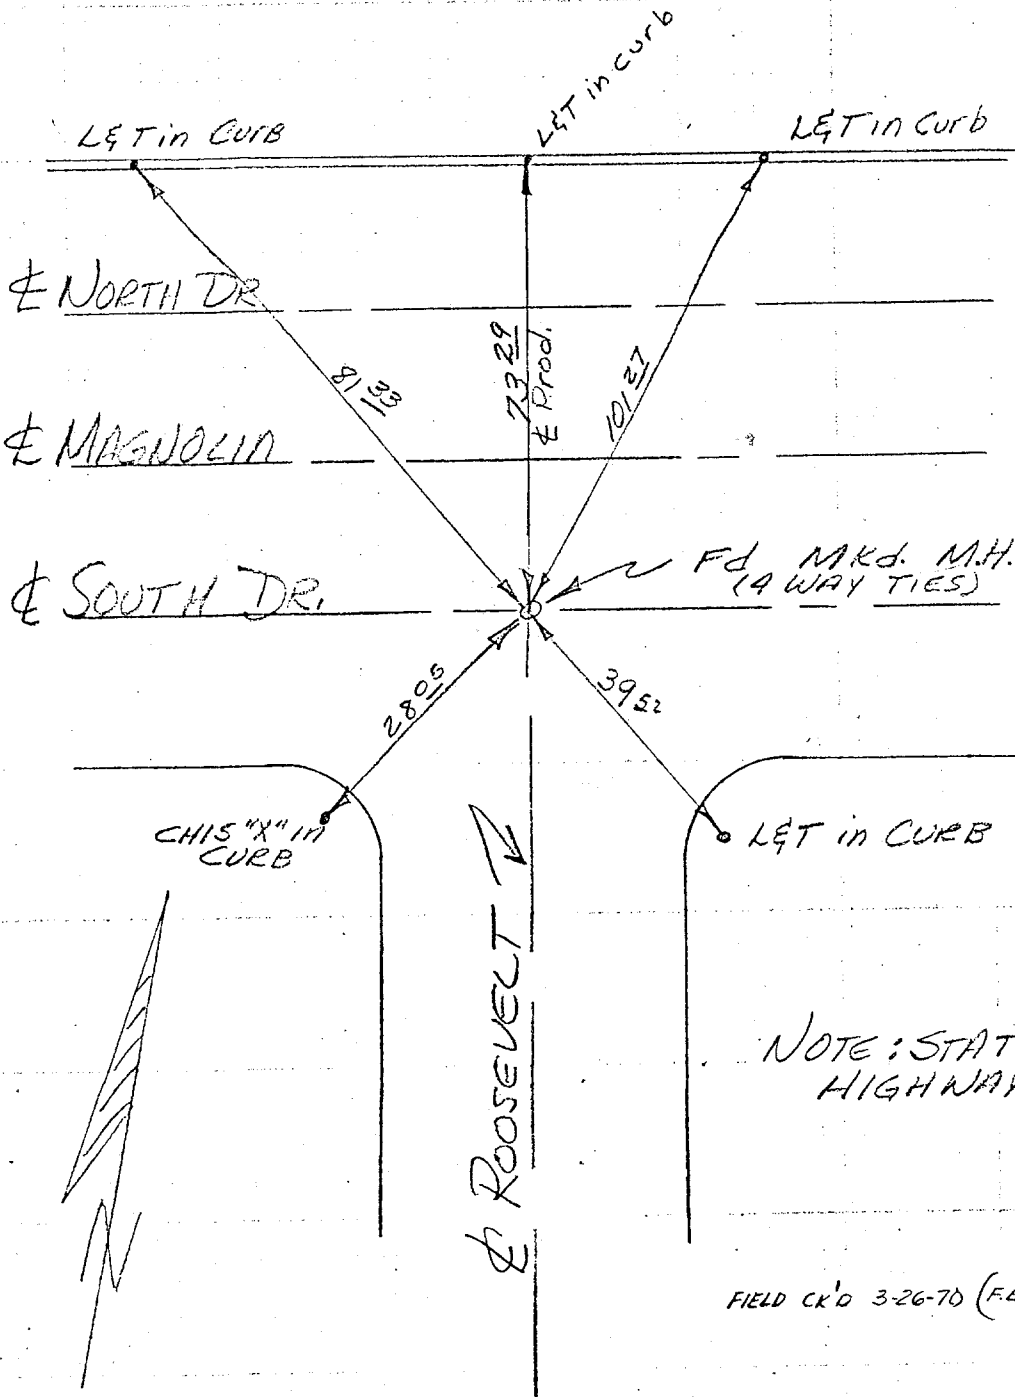 L&T in Curb
L&T in Curb
L&T in Curb
℄ NORTH DR
81 33
73 29
℄ Prod.
101 27
℄ MAGNOLIA
℄ SOUTH DR.
Fd MKd. M.H.
(4 WAY TIES)
28 05
39 52
CHIS "X" in
CURB
L&T in CURB
℄ ROOSEVELT
NOTE: STAT
HIGHWAY
N
FIELD CK'D 3-26-70 (F.E